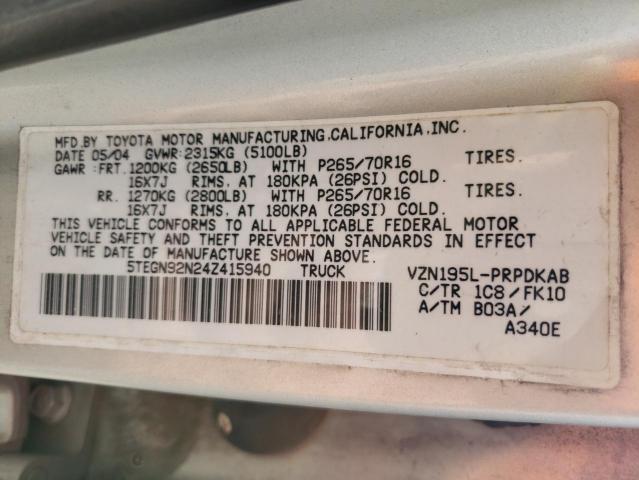 MFD.BY TOYOTA MOTOR MANUFACTURING,CALIFORNIA,INC.
DATE 05/04 GVWR:2315KG (5100LB)
GAWR:FRT.1200KG (2650LB) WITH P265/70R16 TIRES.
16X7J RIMS, AT 180KPA (26PSI) COLD.
RR. 1270KG (2800LB) WITH P265/70R16 TIRES.
16X7J RIMS, AT 180KPA (26PSI) COLD.
THIS VEHICLE CONFORMS TO ALL APPLICABLE FEDERAL MOTOR
VEHICLE SAFETY AND THEFT PREVENTION STANDARDS IN EFFECT
ON THE DATE OF MANUFACTURE SHOWN ABOVE.
5TEGN92N24Z415940 TRUCK VZN195L-PRPDKAB
C/TR 1C8/FK10
A/TM B03A/
A340E